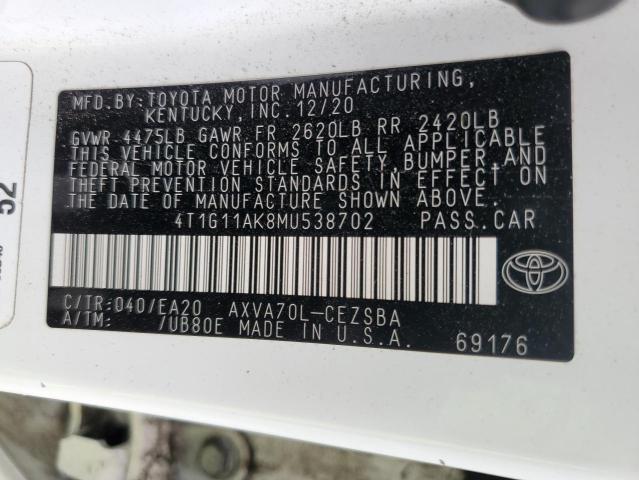 MFD. BY: TOYOTA MOTOR MANUFACTURING,
KENTUCKY, INC. 12/20
GVWR 4475LB GAWR FR 2620LB RR 2420LB
THIS VEHICLE CONFORMS TO ALL APPLICABLE
FEDERAL MOTOR VEHICLE SAFETY, BUMPER, AND
THEFT PREVENTION STANDARDS IN EFFECT ON
THE DATE OF MANUFACTURE SHOWN ABOVE.
4T1G11AK8MU538702 PASS.CAR
C/TR:040/EA20 AXVA70L-CEZSBA
A/TM: /UB80E MADE IN U.S.A.
69176
52